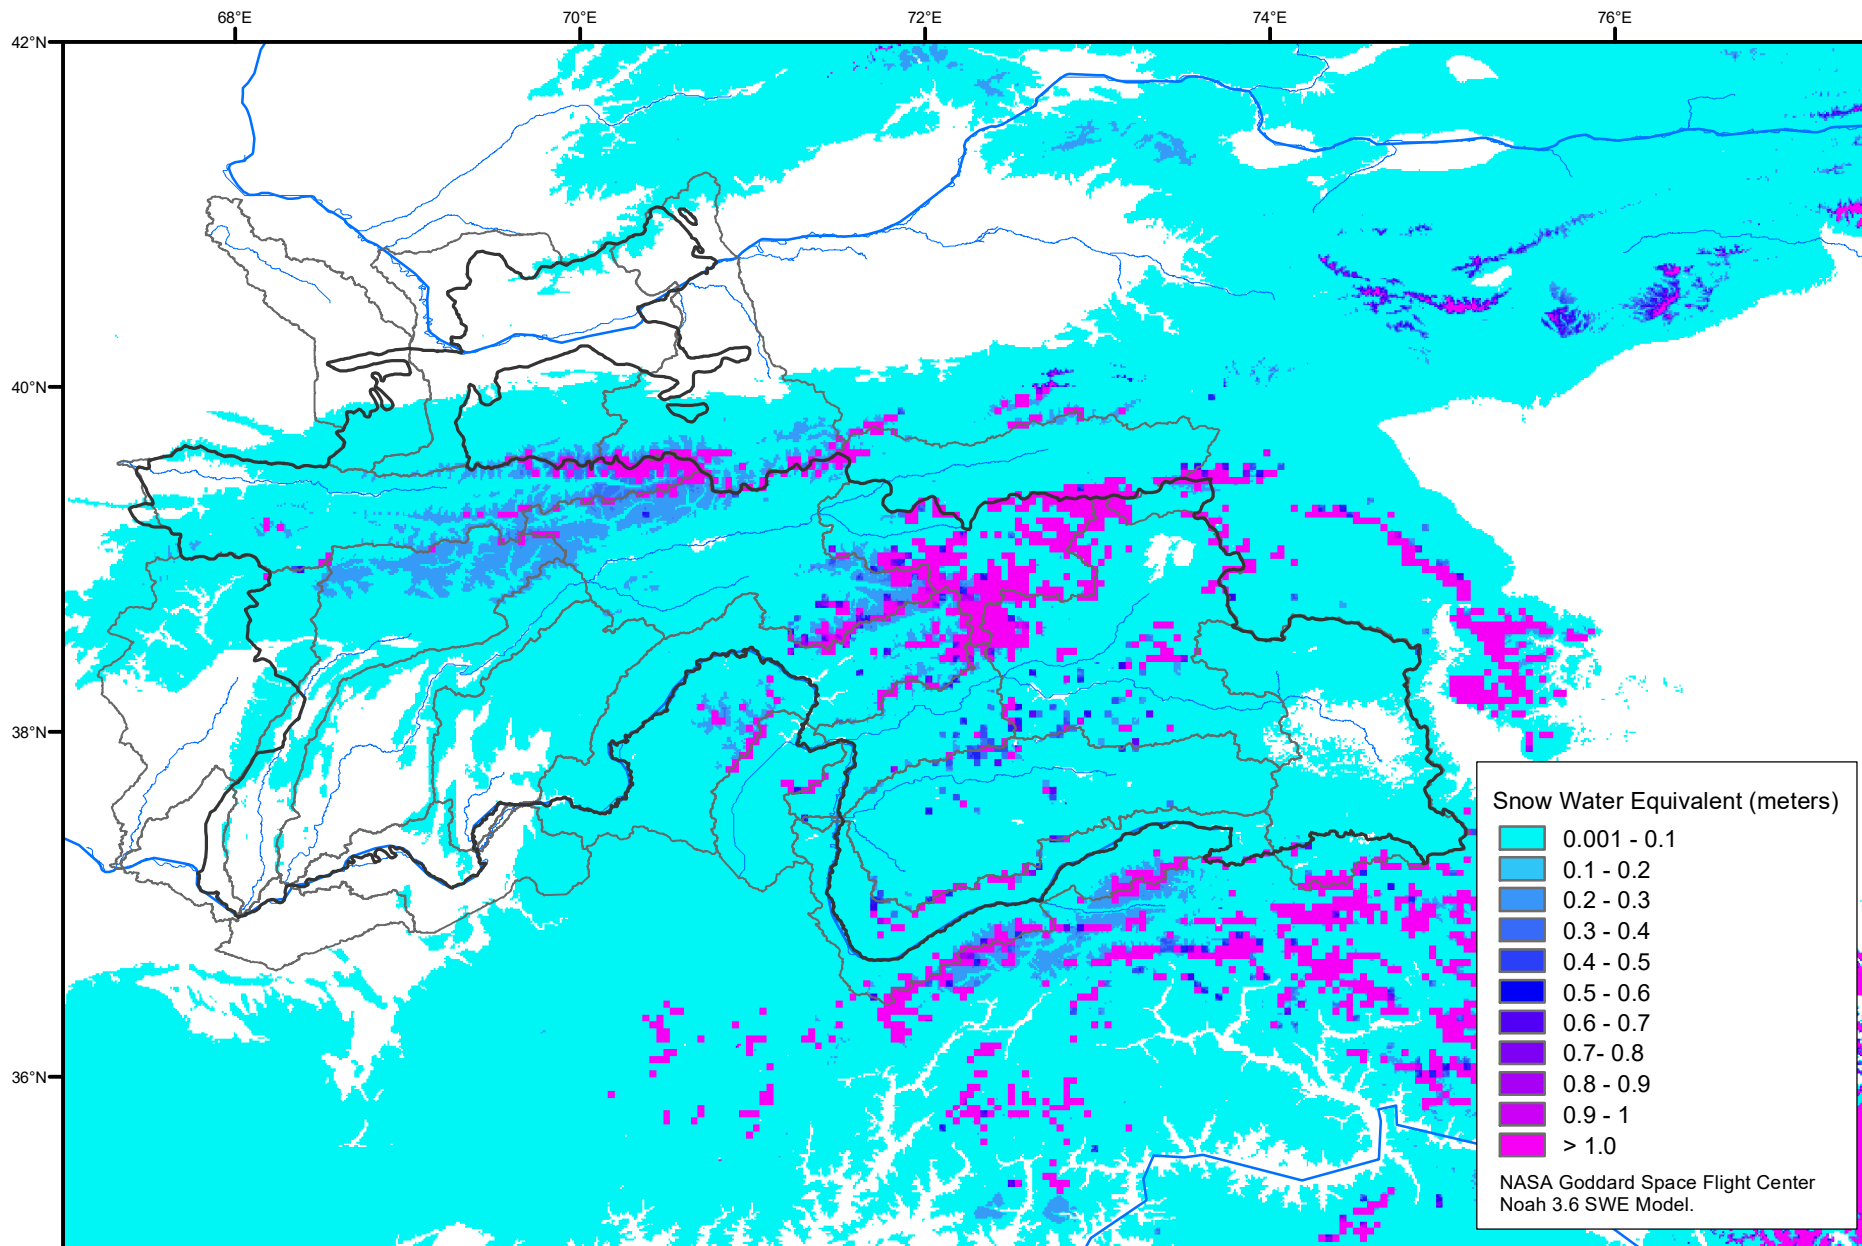 68°E 70°E 72°E 74°E 76°E
42°N
40°N
38°N
36°N
Snow Water Equivalent (meters)
0.001 - 0.1
0.1 - 0.2
0.2 - 0.3
0.3 - 0.4
0.4 - 0.5
0.5 - 0.6
0.6 - 0.7
0.7- 0.8
0.8 - 0.9
0.9 - 1
> 1.0
NASA Goddard Space Flight Center
Noah 3.6 SWE Model.